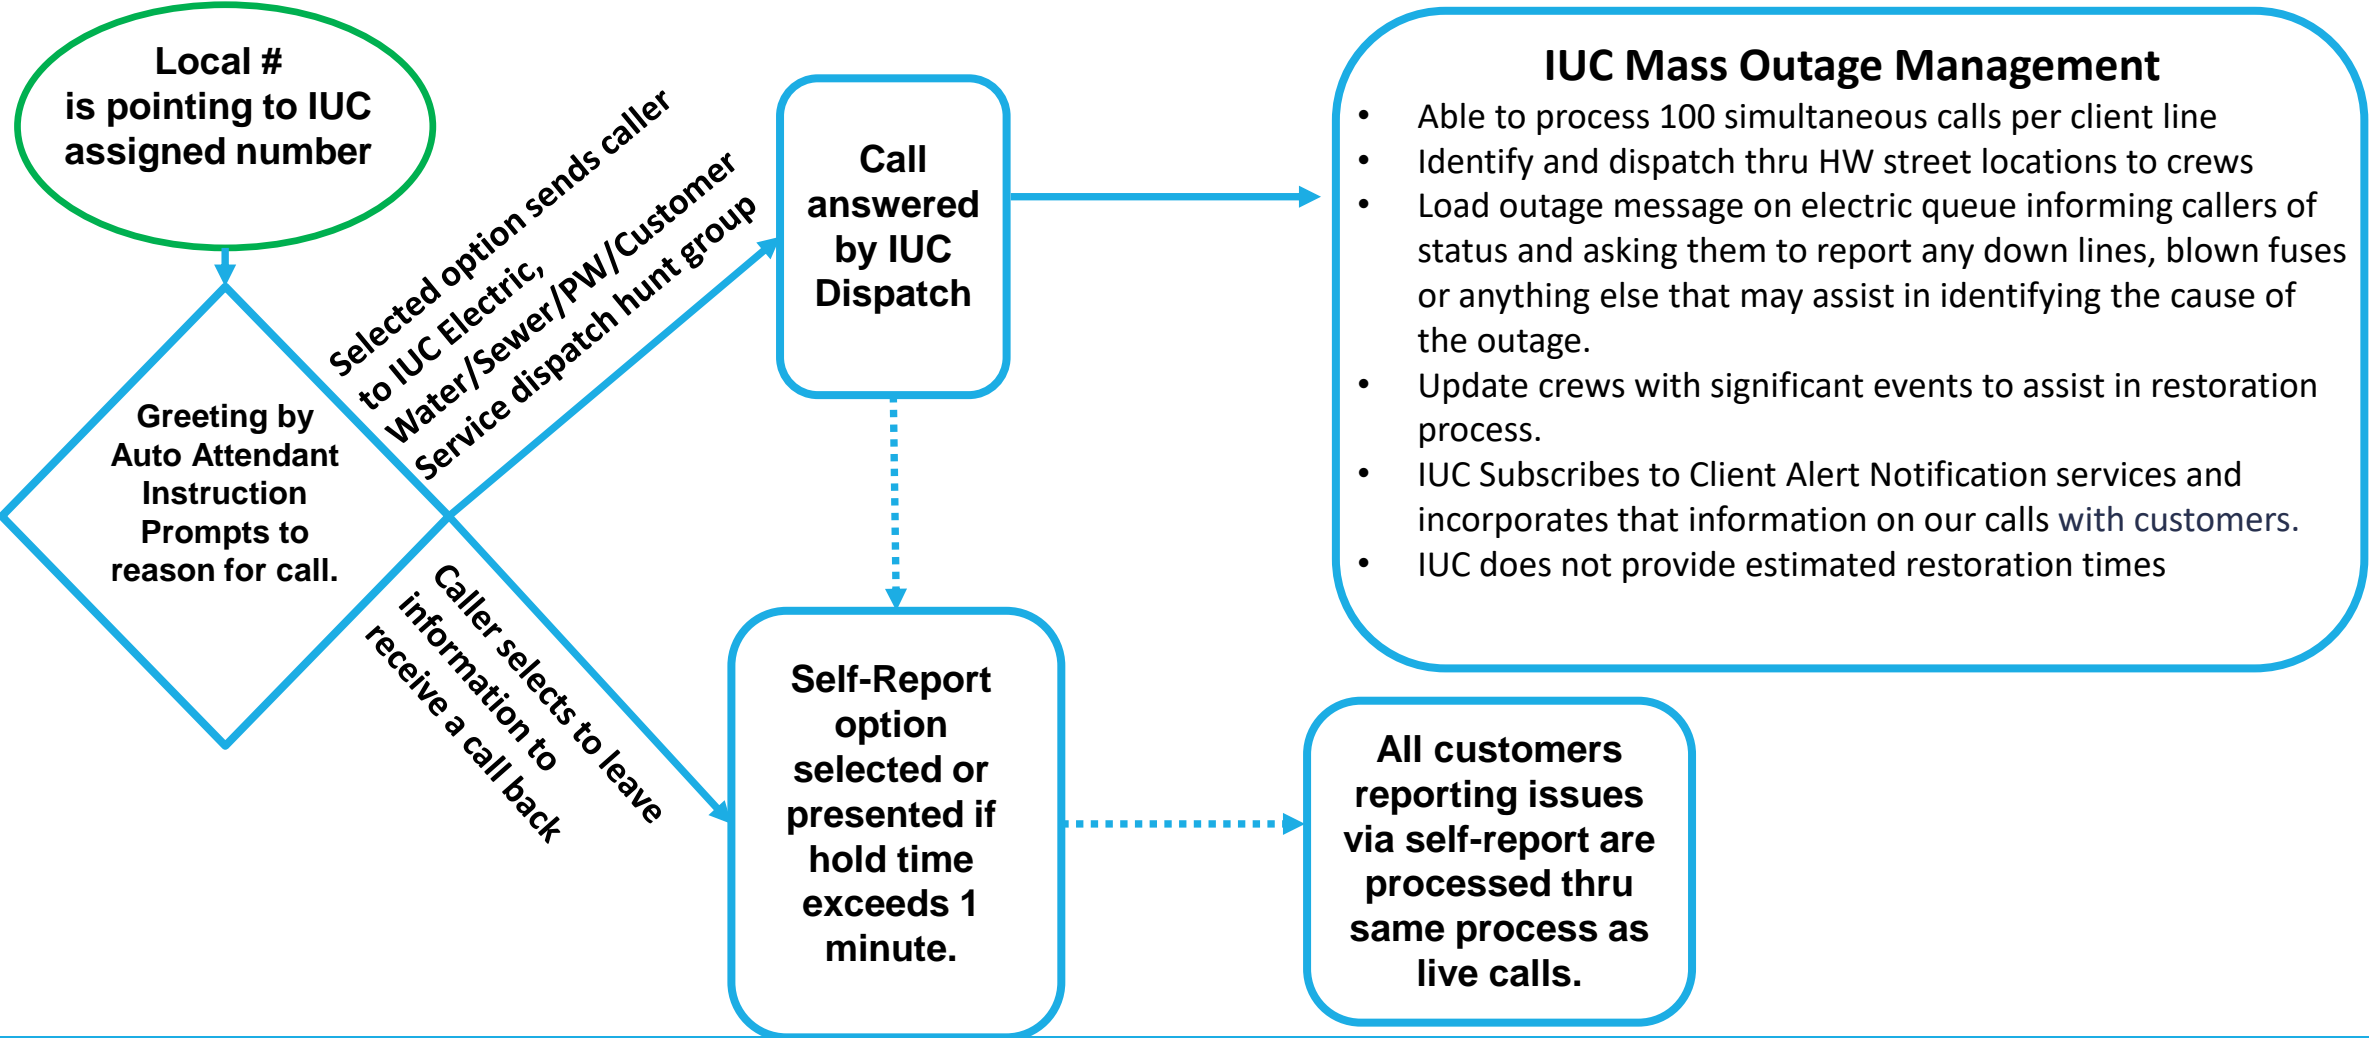 Local #
is pointing to IUC
assigned number
Greeting by
Auto Attendant
Instruction
Prompts to
reason for call.
Selected option sends caller
to IUC Electric,
Water/Sewer/PW/Customer
Service dispatch hunt group
Caller selects to leave
information to
receive a call back
Call
answered
by IUC
Dispatch
Self-Report
option
selected or
presented if
hold time
exceeds 1
minute.
IUC Mass Outage Management
• Able to process 100 simultaneous calls per client line
• Identify and dispatch thru HW street locations to crews
• Load outage message on electric queue informing callers of
status and asking them to report any down lines, blown fuses
or anything else that may assist in identifying the cause of
the outage.
• Update crews with significant events to assist in restoration
process.
• IUC Subscribes to Client Alert Notification services and
incorporates that information on our calls with customers.
• IUC does not provide estimated restoration times
All customers
reporting issues
via self-report are
processed thru
same process as
live calls.